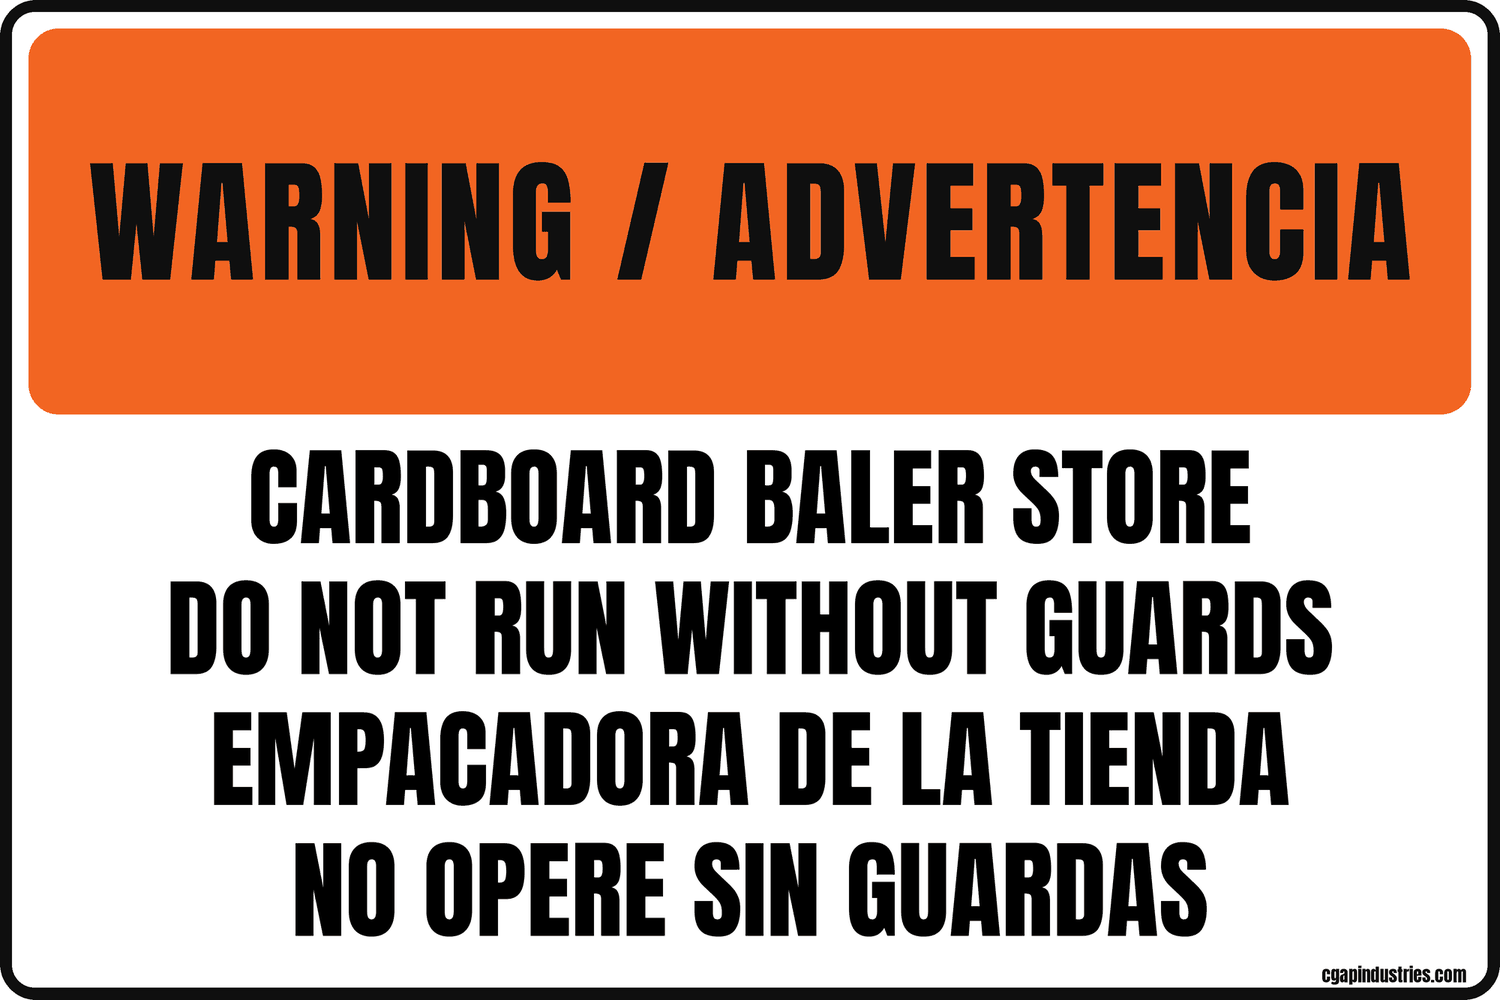 WARNING / ADVERTENCIA
CARDBOARD BALER STORE
DO NOT RUN WITHOUT GUARDS
EMPACADORA DE LA TIENDA
NO OPERE SIN GUARDAS
cgapindustries.com